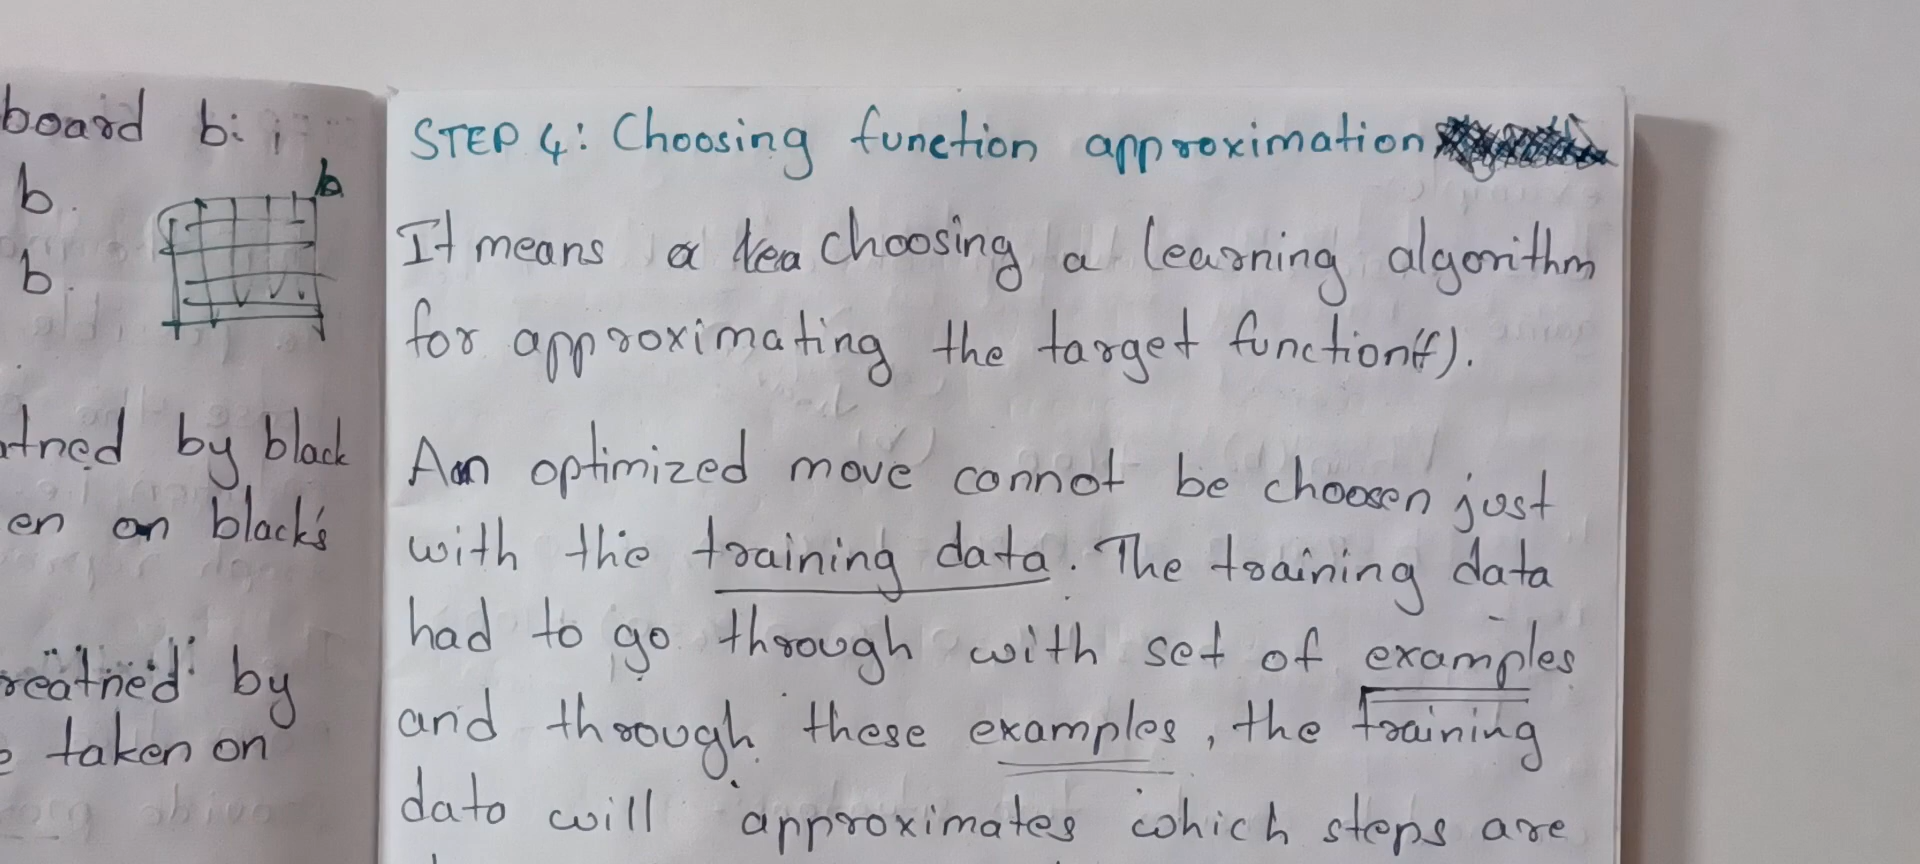 board b:
b.
b
b.
by black
en on black's
by
taken on
STEP 4: Choosing function approximation
It means a lea choosing a learning algorithm
for approximating the target function(f).
An optimized move cannot be choosen just
with the training data. The training data
had to go through with set of examples
and through these examples, the training
data will approximates which steps are